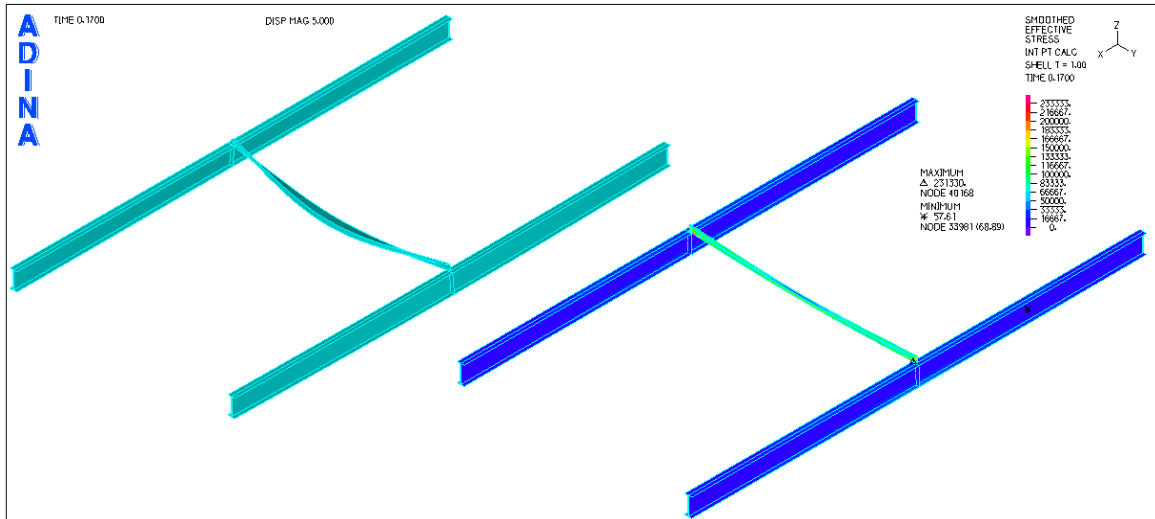 ADINA
TIME 0.1700
DISP MAG 5.000
SMOOTHED
EFFECTIVE
STRESS
INT PT CALC
SHELL T = 1.00
TIME 0.1700
Z
X
Y
233333.
216667.
200000.
183333.
166667.
150000.
133333.
116667.
100000.
83333.
66667.
50000.
33333.
16667.
0.
MAXIMUM
△ 231330.
NODE 40168
MINIMUM
✳ 57.61
NODE 33981 (68.89)